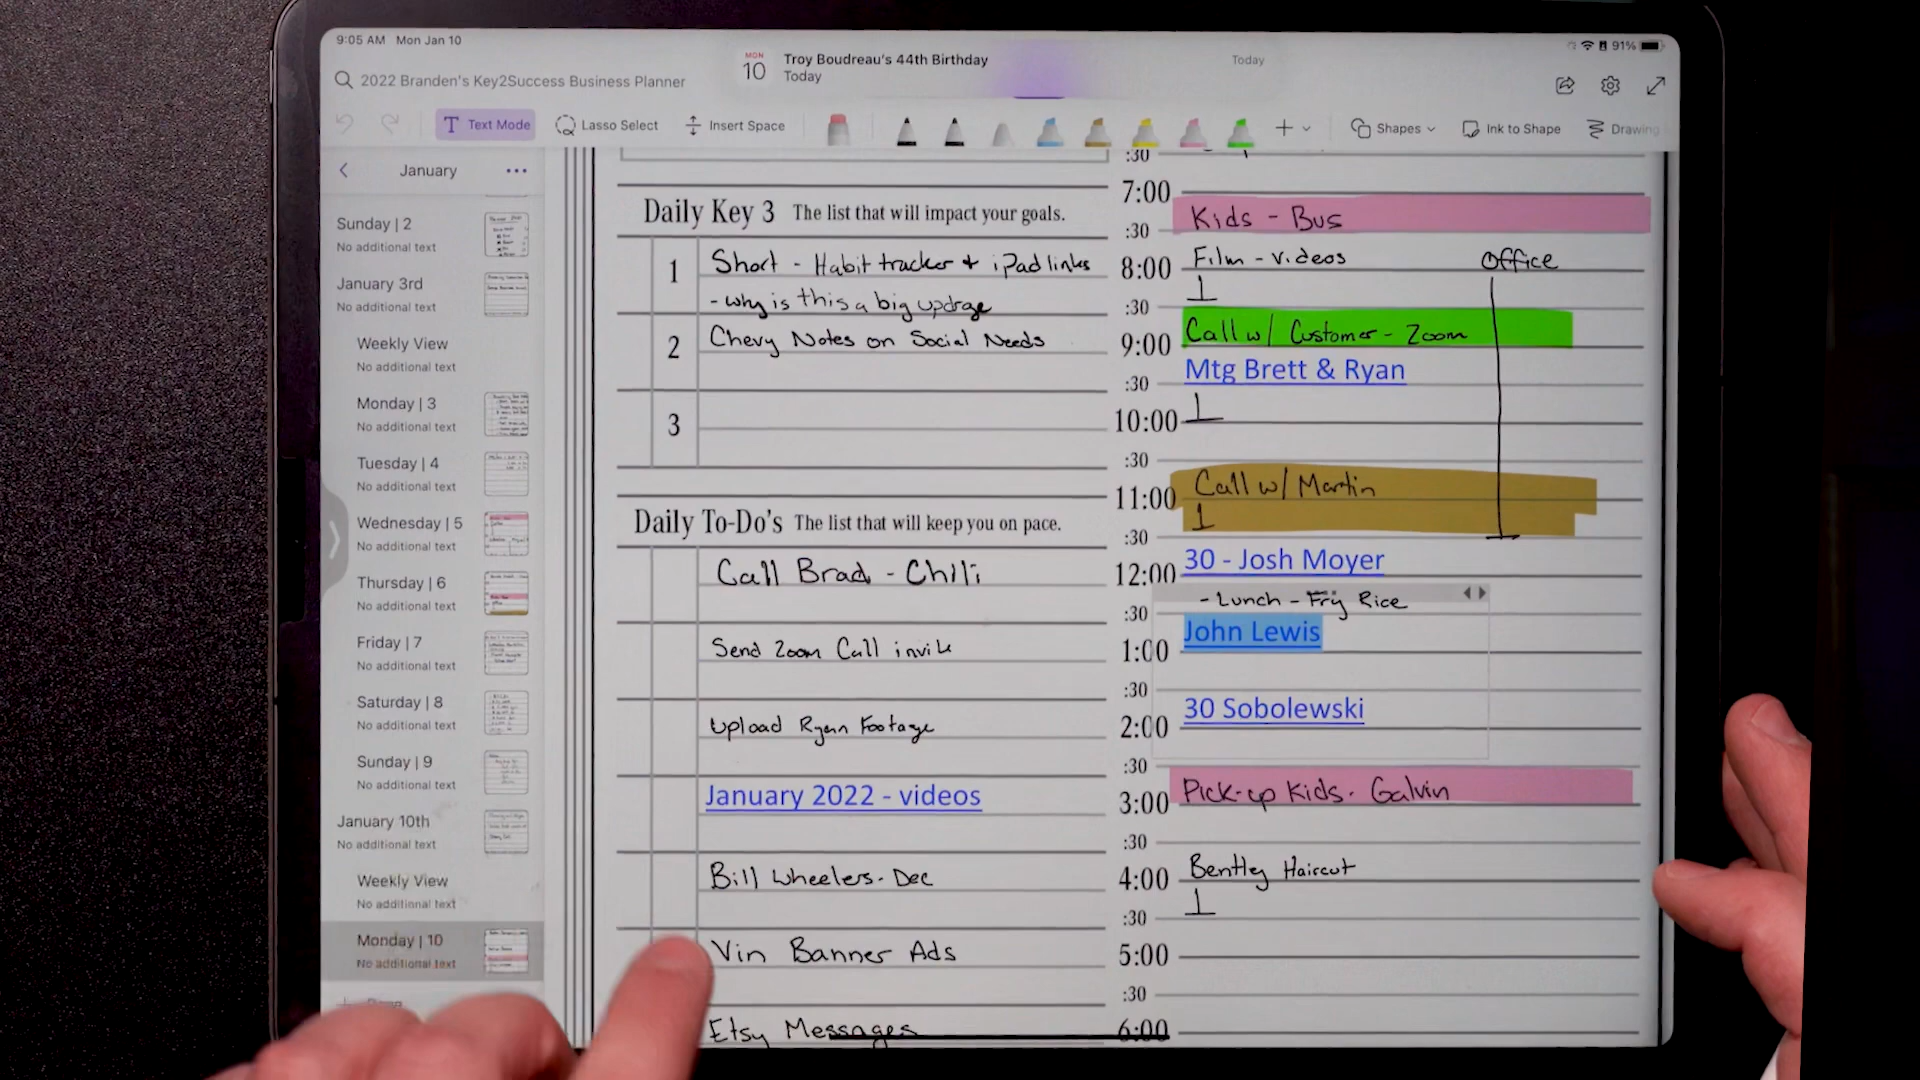 9:05 AM Mon Jan 10
91%
2022 Branden's Key2Success Business Planner
MON
10
Troy Boudreau's 44th Birthday
Today
Today
Text Mode
Lasso Select
Insert Space
Shapes
Ink to Shape
Drawing
January
Sunday | 2
No additional text
January 3rd
No additional text
Weekly View
No additional text
Monday | 3
No additional text
Tuesday | 4
No additional text
Wednesday | 5
No additional text
Thursday | 6
No additional text
Friday | 7
No additional text
Saturday | 8
No additional text
Sunday | 9
No additional text
January 10th
No additional text
Weekly View
No additional text
Monday | 10
No additional text
Daily Key 3 The list that will impact your goals.
1 Short - Habit tracker + iPad links
- why is this a big updrage
2 Chevy Notes on Social Needs
3
Daily To-Do's The list that will keep you on pace.
Call Brad - Chili
Send Zoom Call invite
Upload Ryan Footage
January 2022 - videos
Bill Wheelers - Dec
Vin Banner Ads
Etsy Messages
:30
7:00
:30 Kids - Bus
8:00 Film - videos Office
:30
9:00 Call w/ Customer - Zoom
:30 Mtg Brett & Ryan
10:00
:30
11:00 Call w/ Martin
:30
12:00 30 - Josh Moyer
:30 - Lunch - Fry Rice
1:00 John Lewis
:30
2:00 30 Sobolewski
:30
3:00 Pick-up Kids - Galvin
:30
4:00 Bentley Haircut
:30
5:00
:30
6:00